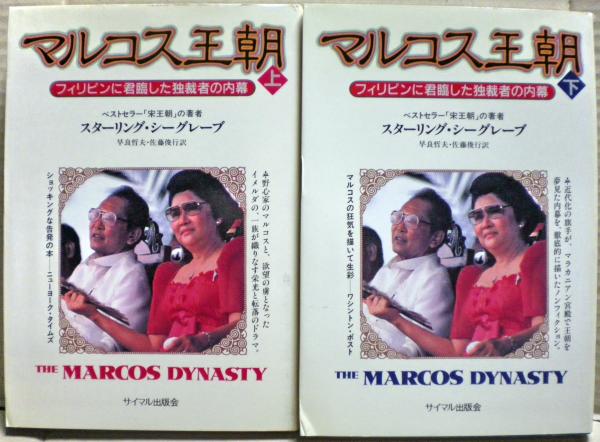 マルコス王朝
上
フィリピンに君臨した独裁者の内幕
ベストセラー「宋王朝」の著者
スターリング・シーグレーブ
早良哲夫・佐藤俊行訳
野心家のマルコスと、欲望の虜となった
イメルダの、一族が織りなす栄光と転落のドラマ。
ショッキングな告発の本
ニューヨーク・タイムズ
THE MARCOS DYNASTY
サイマル出版会
マルコス王朝
下
フィリピンに君臨した独裁者の内幕
ベストセラー「宋王朝」の著者
スターリング・シーグレーブ
早良哲夫・佐藤俊行訳
近代化の旗手が、マラカニアン宮殿で王朝を
夢見た内幕を、徹底的に描いたノンフィクション。
マルコスの狂気を描いて生彩
ワシントン・ポスト
THE MARCOS DYNASTY
サイマル出版会